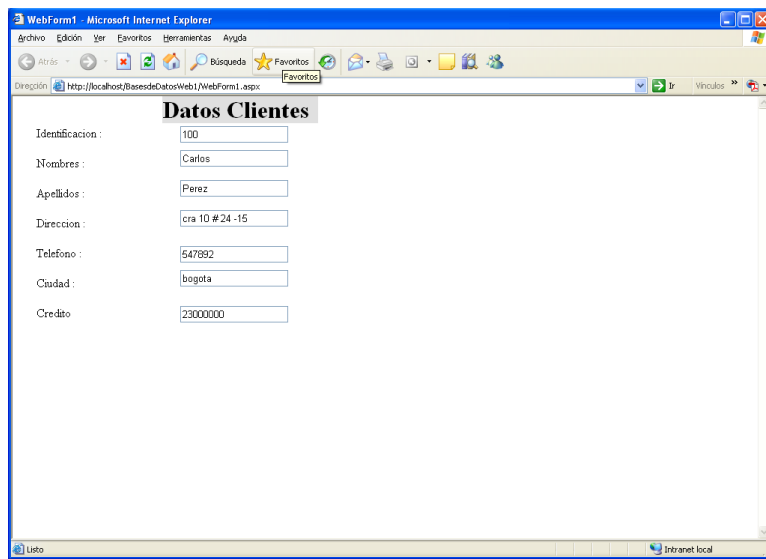 WebForm1 - Microsoft Internet Explorer
Archivo Edición Ver Favoritos Herramientas Ayuda
Atrás Búsqueda Favoritos
Favoritos
Dirección http://localhost/BasesdeDatosWeb1/WebForm1.aspx Ir Vínculos »
Datos Clientes
Identificacion : 100
Nombres : Carlos
Apellidos : Perez
Direccion : cra 10 # 24 -15
Telefono : 547892
Ciudad : bogota
Credito 23000000
Listo Intranet local